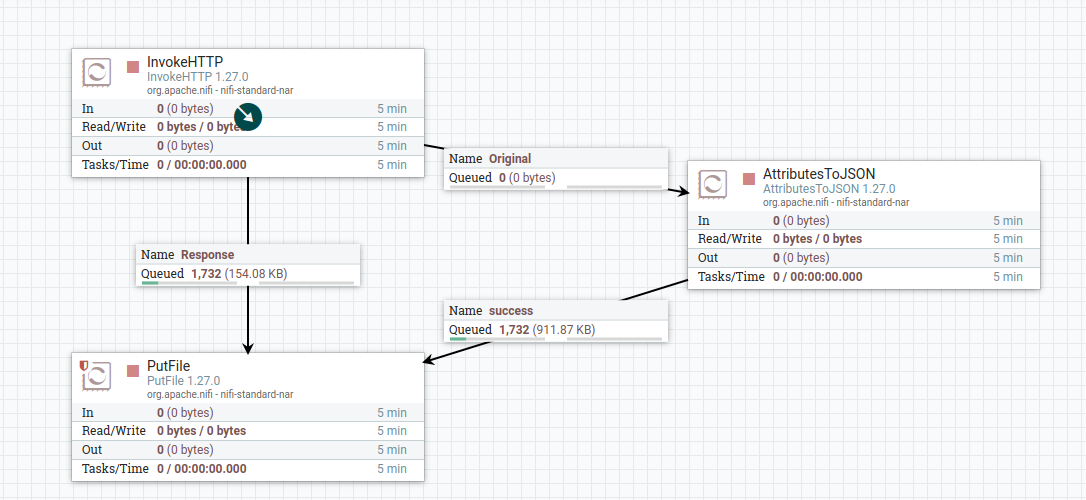 InvokeHTTP
InvokeHTTP 1.27.0
org.apache.nifi - nifi-standard-nar
In 0 (0 bytes) 5 min
Read/Write 0 bytes / 0 bytes 5 min
Out 0 (0 bytes) 5 min
Tasks/Time 0 / 00:00:00.000 5 min
Name Original
Queued 0 (0 bytes)
AttributesToJSON
AttributesToJSON 1.27.0
org.apache.nifi - nifi-standard-nar
In 0 (0 bytes) 5 min
Read/Write 0 bytes / 0 bytes 5 min
Out 0 (0 bytes) 5 min
Tasks/Time 0 / 00:00:00.000 5 min
Name Response
Queued 1,732 (154.08 KB)
Name success
Queued 1,732 (911.87 KB)
PutFile
PutFile 1.27.0
org.apache.nifi - nifi-standard-nar
In 0 (0 bytes) 5 min
Read/Write 0 bytes / 0 bytes 5 min
Out 0 (0 bytes) 5 min
Tasks/Time 0 / 00:00:00.000 5 min